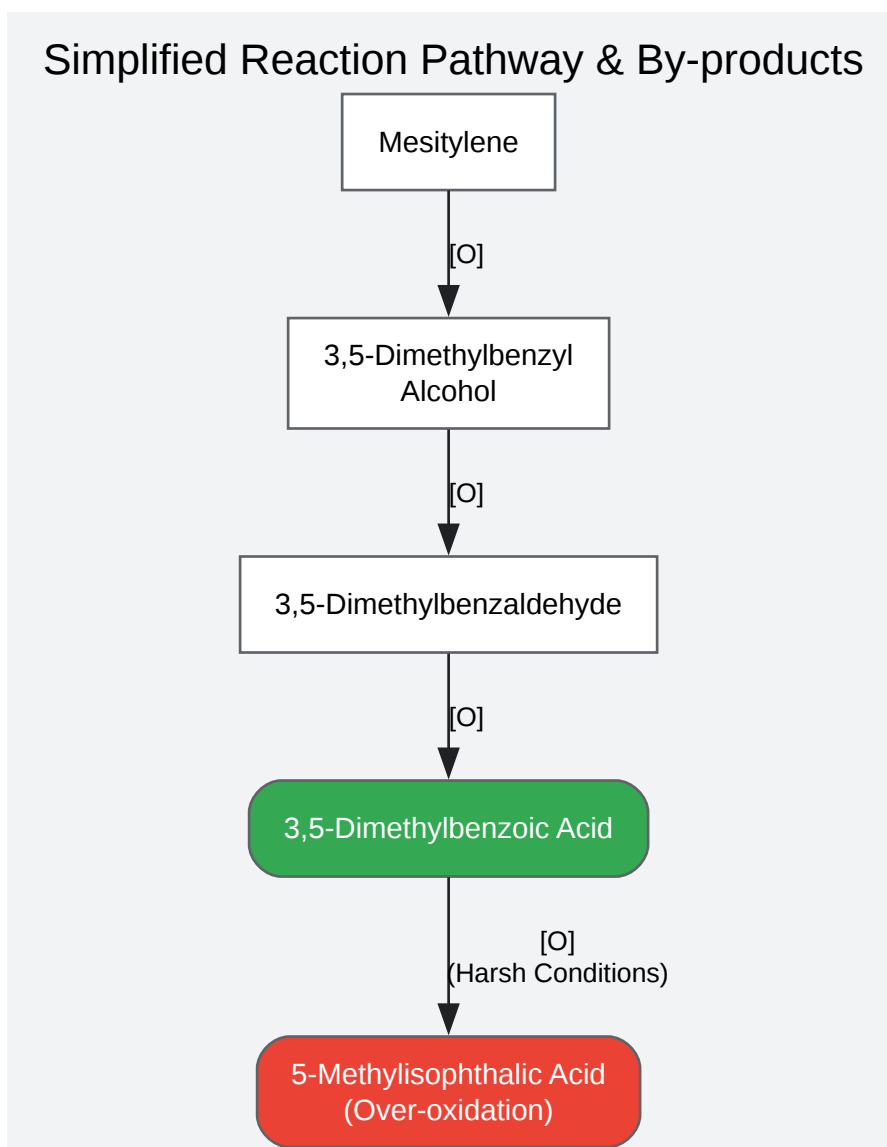 Simplified Reaction Pathway & By-products
Mesitylene
[O]
3,5-Dimethylbenzyl
Alcohol
[O]
3,5-Dimethylbenzaldehyde
[O]
3,5-Dimethylbenzoic Acid
[O]
(Harsh Conditions)
5-Methylisophthalic Acid
(Over-oxidation)